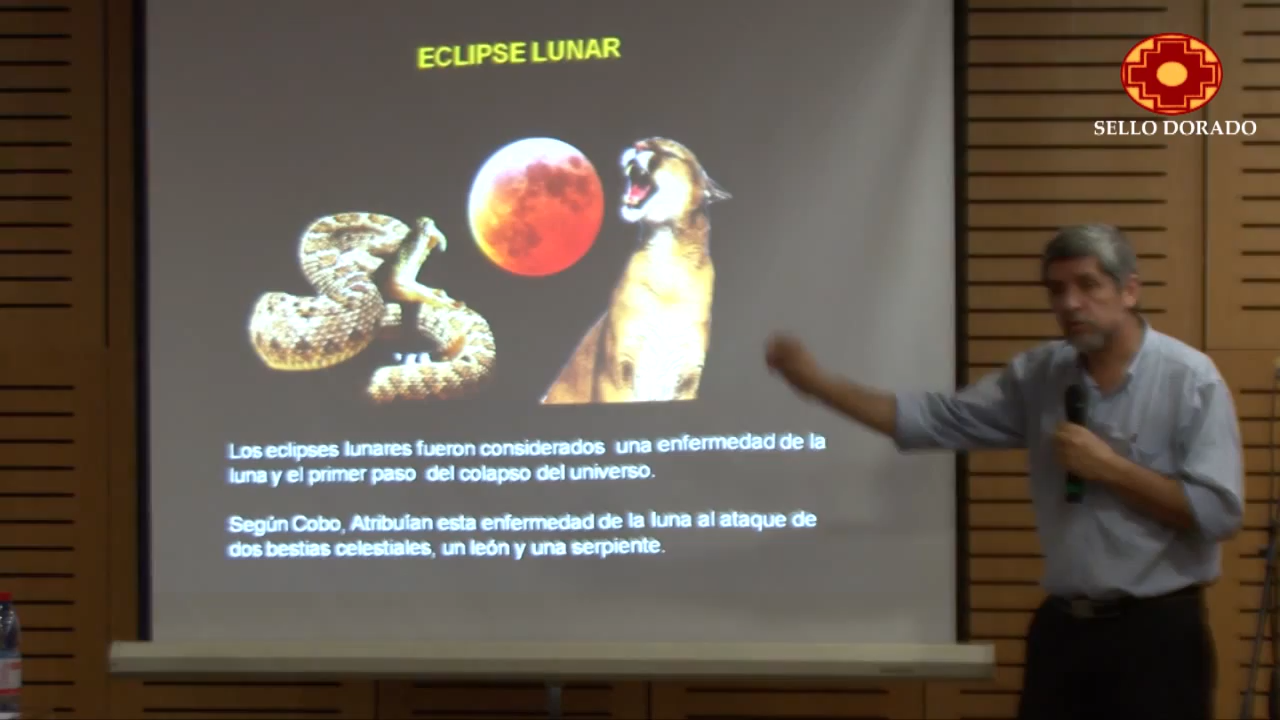 ECLIPSE LUNAR
SELLO DORADO
Los eclipses lunares fueron considerados una enfermedad de la
luna y el primer paso del colapso del universo.
Según Cobo, Atribuían esta enfermedad de la luna al ataque de
dos bestias celestiales, un león y una serpiente.